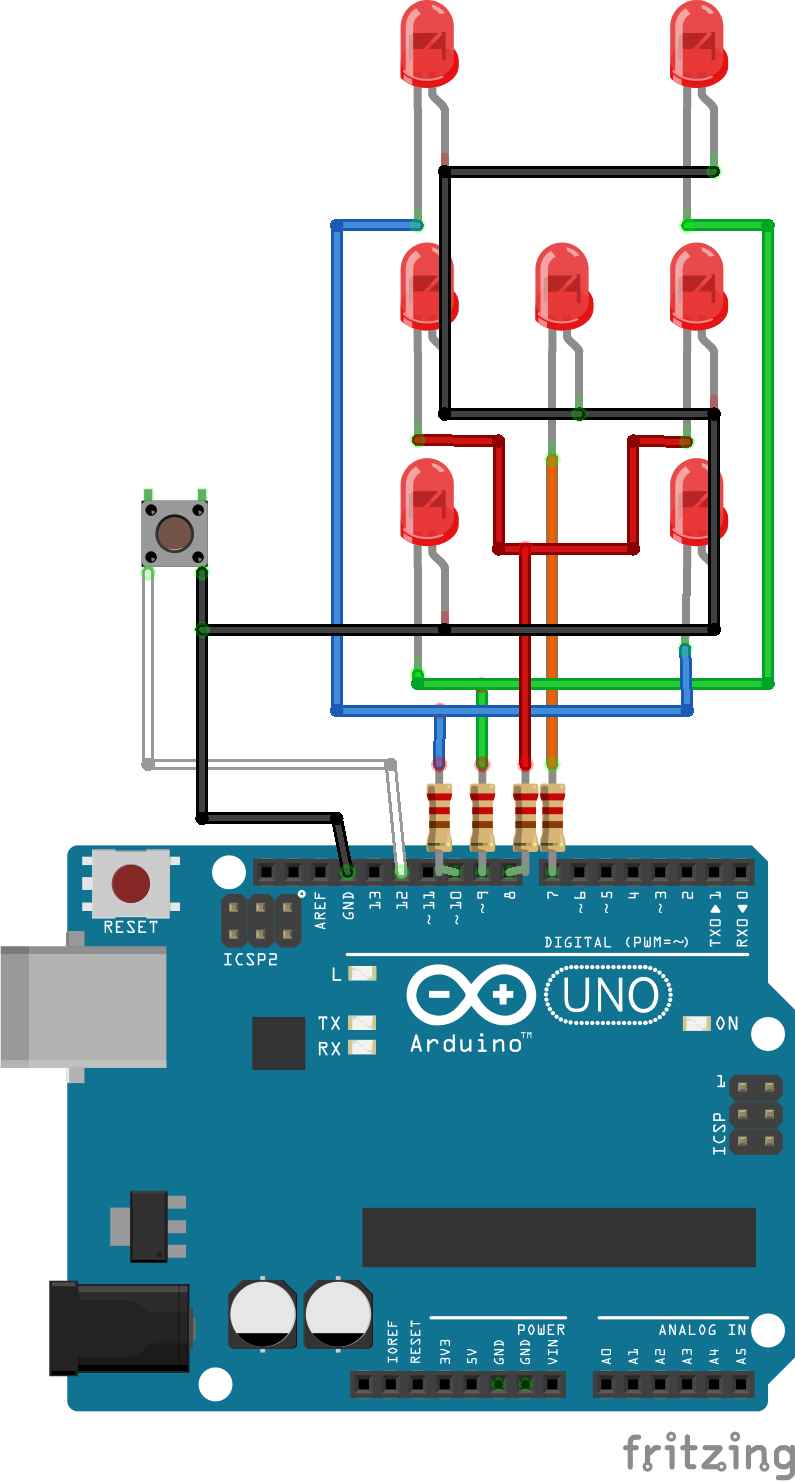 RESET
ICSP2
AREF
GND
13
12
~11
~10
~9
8
7
~6
~5
4
~3
2
TX0▶1
RX0◀0
DIGITAL (PWM=~)
L
TX
RX
UNO
Arduino™
ON
1
ICSP
POWER
ANALOG IN
IOREF
RESET
3V3
5V
GND
GND
VIN
A0
A1
A2
A3
A4
A5
fritzing